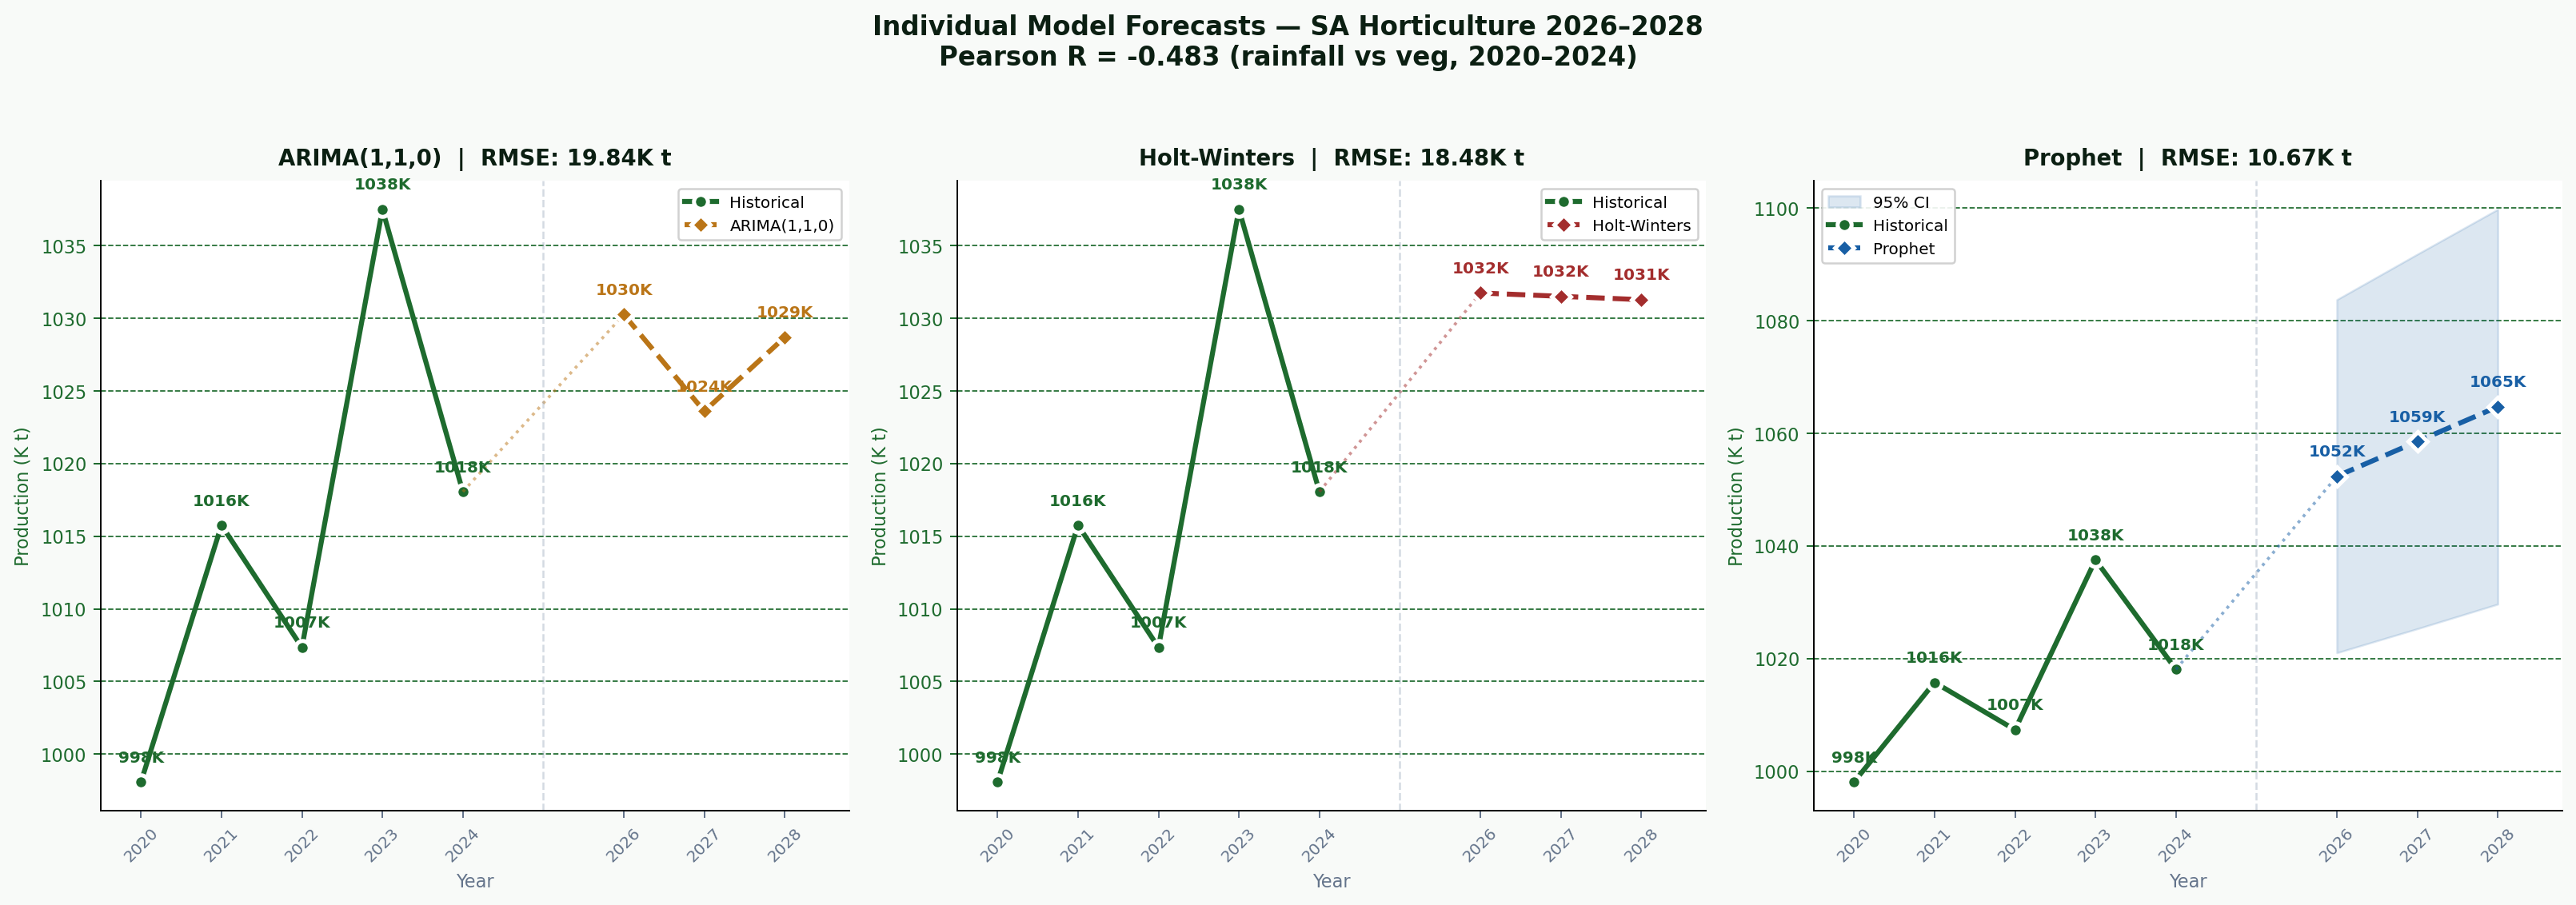 Individual Model Forecasts — SA Horticulture 2026–2028
Pearson R = -0.483 (rainfall vs veg, 2020–2024)
ARIMA(1,1,0) | RMSE: 19.84K t
Production (K t)
1035
1030
1025
1020
1015
1010
1005
1000
998K
1016K
1007K
1038K
1018K
1030K
1024K
1029K
Historical
ARIMA(1,1,0)
2020
2021
2022
2023
2024
2026
2027
2028
Year
Holt-Winters | RMSE: 18.48K t
Production (K t)
1035
1030
1025
1020
1015
1010
1005
1000
998K
1016K
1007K
1038K
1018K
1032K
1032K
1031K
Historical
Holt-Winters
2020
2021
2022
2023
2024
2026
2027
2028
Year
Prophet | RMSE: 10.67K t
Production (K t)
1100
1080
1060
1040
1020
1000
95% CI
Historical
Prophet
998K
1016K
1007K
1038K
1018K
1052K
1059K
1065K
2020
2021
2022
2023
2024
2026
2027
2028
Year